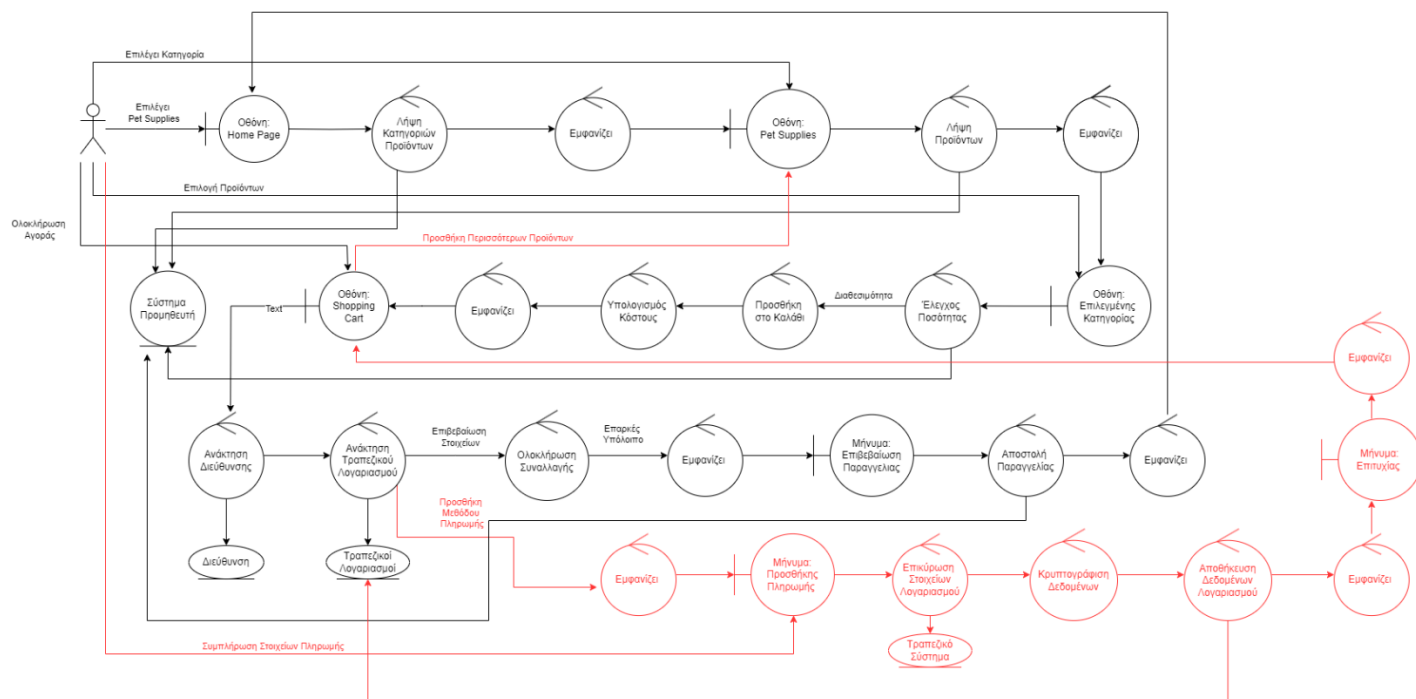 Επιλέγει Κατηγορία
Επιλέγει
Pet Supplies
Οθόνη:
Home Page
Λήψη
Κατηγοριών
Προϊόντων
Εμφανίζει
Οθόνη:
Pet Supplies
Λήψη
Προϊόντων
Εμφανίζει
Επιλογή Προϊόντων
Ολοκλήρωση
Αγοράς
Προσθήκη Περισσότερων Προϊόντων
Σύστημα
Προμηθευτή
Text
Οθόνη:
Shopping
Cart
Εμφανίζει
Υπολογισμός
Κόστους
Προσθήκη
στο Καλάθι
Διαθεσιμότητα
Έλεγχος
Ποσότητας
Οθόνη:
Επιλεγμένης
Κατηγορίας
Εμφανίζει
Ανάκτηση
Διεύθυνσης
Ανάκτηση
Τραπεζικού
Λογαριασμού
Επιβεβαίωση
Στοιχείων
Ολοκλήρωση
Συναλλαγής
Επαρκές
Υπόλοιπο
Εμφανίζει
Μήνυμα:
Επιβεβαίωση
Παραγγελιας
Αποστολή
Παραγγελίας
Εμφανίζει
Μήνυμα:
Επιτυχίας
Προσθήκη
Μεθόδου
Πληρωμής
Διεύθυνση
Τραπεζικοί
Λογαριασμοί
Εμφανίζει
Μήνυμα:
Προσθήκης
Πληρωμής
Επικύρωση
Στοιχείων
Λογαριασμού
Κρυπτογράφιση
Δεδομένων
Αποθήκευση
Δεδομένων
Λογαριασμού
Εμφανίζει
Συμπλήρωση Στοιχείων Πληρωμής
Τραπεζικό
Σύστημα